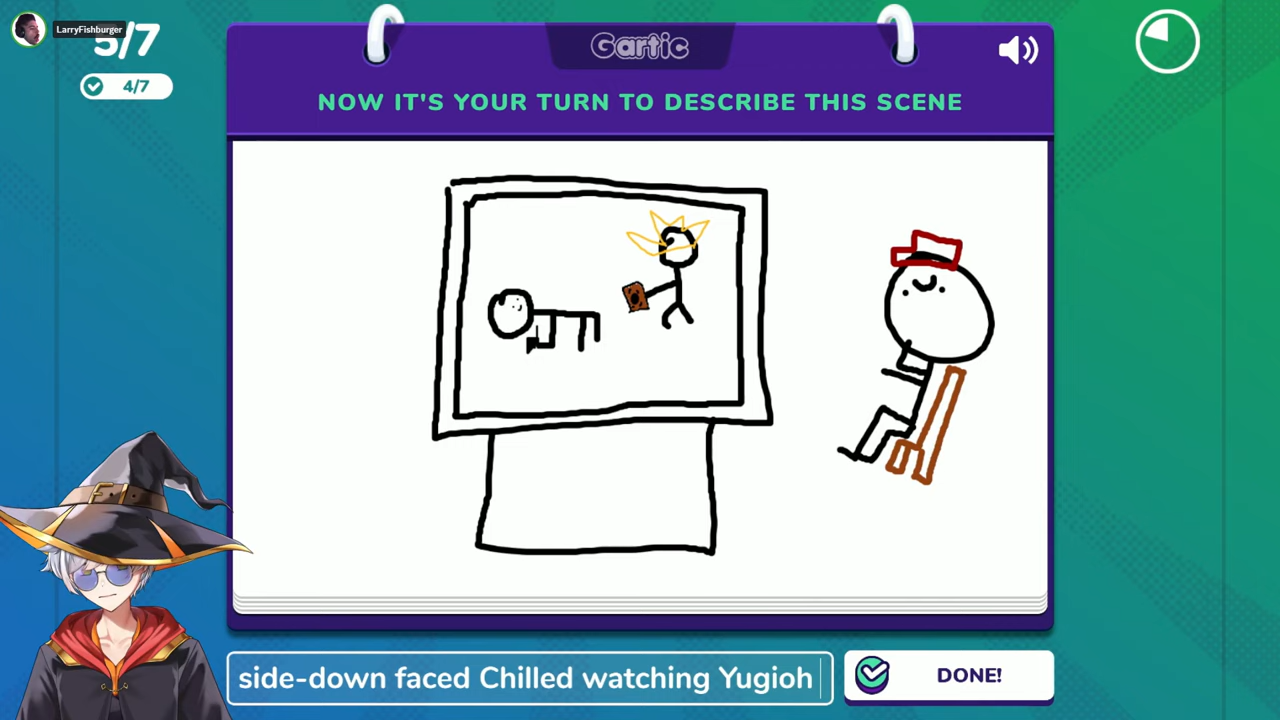 LarryFishburger
5/7
4/7
Gartic
NOW IT'S YOUR TURN TO DESCRIBE THIS SCENE
side-down faced Chilled watching Yugioh
DONE!